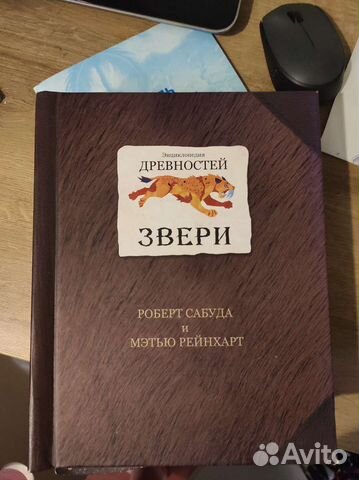 Энциклопедия
ДРЕВНОСТЕЙ
ЗВЕРИ
РОБЕРТ САБУДА
и
МЭТЬЮ РЕЙНХАРТ
Avito